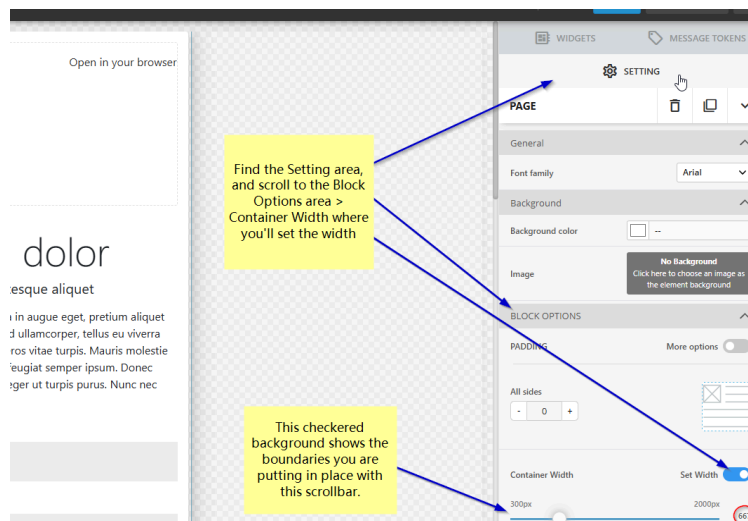 WIDGETS
MESSAGE TOKENS
Open in your browser
SETTING
PAGE
General
Find the Setting area,
and scroll to the Block
Options area >
Container Width where
you'll set the width
Font family
Arial
Background
Background color
--
dolor
Image
No Background
Click here to choose an image as
the element background
esque aliquet
in augue eget, pretium aliquet
ullamcorper, tellus eu viverra
ros vitae turpis. Mauris molestie
feugiat semper ipsum. Donec
eger ut turpis purus. Nunc nec
BLOCK OPTIONS
PADDING
More options
All sides
- 0 +
This checkered
background shows the
boundaries you are
putting in place with
this scrollbar.
Container Width
Set Width
300px
2000px